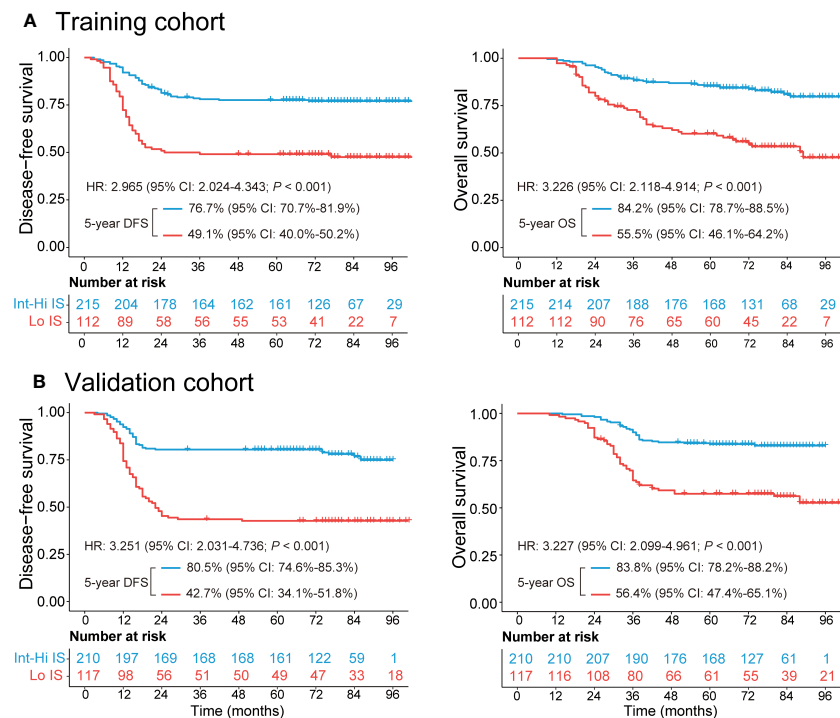 A Training cohort
Disease−free survival
1.00
0.75
0.50
0.25
0.00
HR: 2.965 (95% CI: 2.024-4.343; P < 0.001)
5-year DFS
76.7% (95% CI: 70.7%-81.9%)
49.1% (95% CI: 40.0%-50.2%)
0 12 24 36 48 60 72 84 96
Number at risk
Int-Hi IS 215 204 178 164 162 161 126 67 29
Lo IS 112 89 58 56 55 53 41 22 7
0 12 24 36 48 60 72 84 96
Overall survival
1.00
0.75
0.50
0.25
0.00
HR: 3.226 (95% CI: 2.118-4.914; P < 0.001)
5-year OS
84.2% (95% CI: 78.7%-88.5%)
55.5% (95% CI: 46.1%-64.2%)
0 12 24 36 48 60 72 84 96
Number at risk
215 214 207 188 176 168 131 68 29
112 112 90 76 65 60 45 22 7
0 12 24 36 48 60 72 84 96
B Validation cohort
Disease−free survival
1.00
0.75
0.50
0.25
0.00
HR: 3.251 (95% CI: 2.031-4.736; P < 0.001)
5-year DFS
80.5% (95% CI: 74.6%-85.3%)
42.7% (95% CI: 34.1%-51.8%)
0 12 24 36 48 60 72 84 96
Number at risk
Int-Hi IS 210 197 169 168 168 161 122 59 1
Lo IS 117 98 56 51 50 49 47 33 18
0 12 24 36 48 60 72 84 96
Time (months)
Overall survival
1.00
0.75
0.50
0.25
0.00
HR: 3.227 (95% CI: 2.099-4.961; P < 0.001)
5-year OS
83.8% (95% CI: 78.2%-88.2%)
56.4% (95% CI: 47.4%-65.1%)
0 12 24 36 48 60 72 84 96
Number at risk
210 210 207 190 176 168 127 61 1
117 116 108 80 66 61 55 39 21
0 12 24 36 48 60 72 84 96
Time (months)